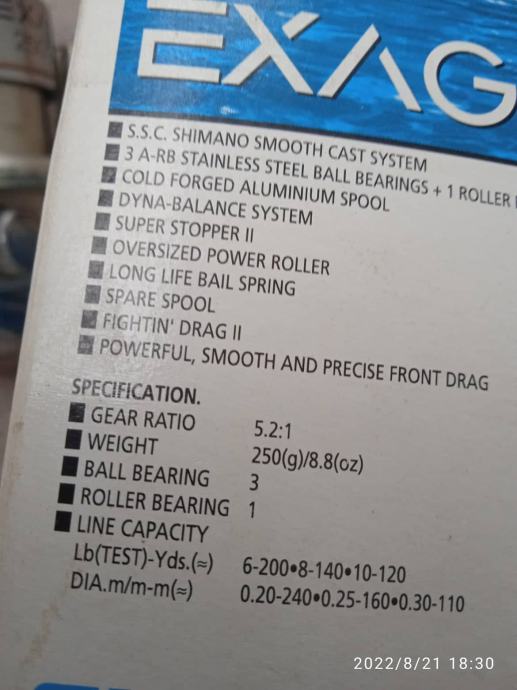 EXAG
S.S.C. SHIMANO SMOOTH CAST SYSTEM
3 A-RB STAINLESS STEEL BALL BEARINGS + 1 ROLLER
COLD FORGED ALUMINIUM SPOOL
DYNA-BALANCE SYSTEM
SUPER STOPPER II
OVERSIZED POWER ROLLER
LONG LIFE BAIL SPRING
SPARE SPOOL
FIGHTIN' DRAG II
POWERFUL, SMOOTH AND PRECISE FRONT DRAG
SPECIFICATION.
GEAR RATIO 5.2:1
WEIGHT 250(g)/8.8(oz)
BALL BEARING 3
ROLLER BEARING 1
LINE CAPACITY
Lb(TEST)-Yds.(≈) 6-200•8-140•10-120
DIA.m/m-m(≈) 0.20-240•0.25-160•0.30-110
2022/8/21 18:30